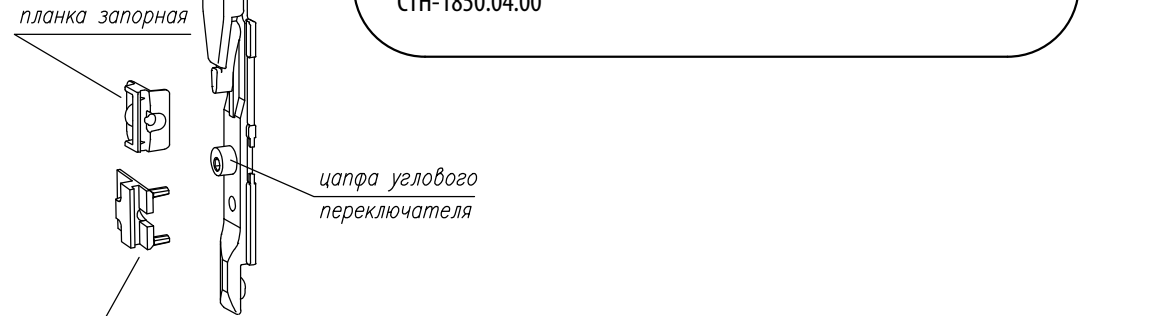 СТН-1850.04.00
планка запорная
цапфа углового
переключателя